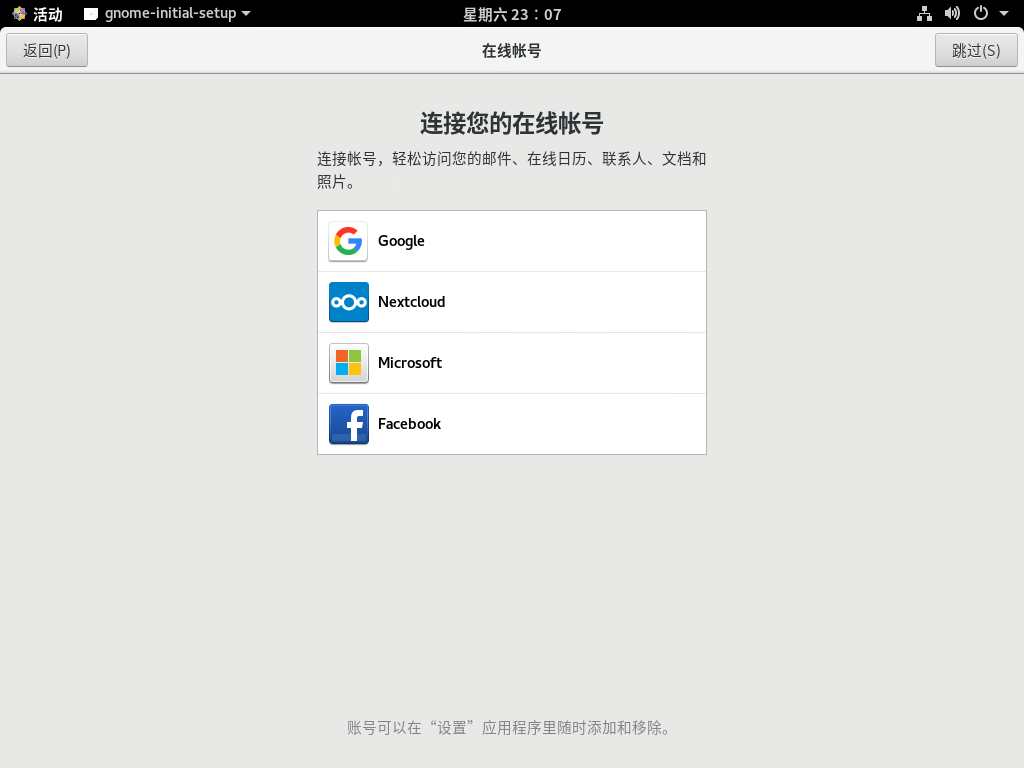 活动 gnome-initial-setup 星期六 23：07
返回(P) 在线帐号 跳过(S)
连接您的在线帐号
连接帐号，轻松访问您的邮件、在线日历、联系人、文档和
照片。
Google
Nextcloud
Microsoft
Facebook
账号可以在“设置”应用程序里随时添加和移除。